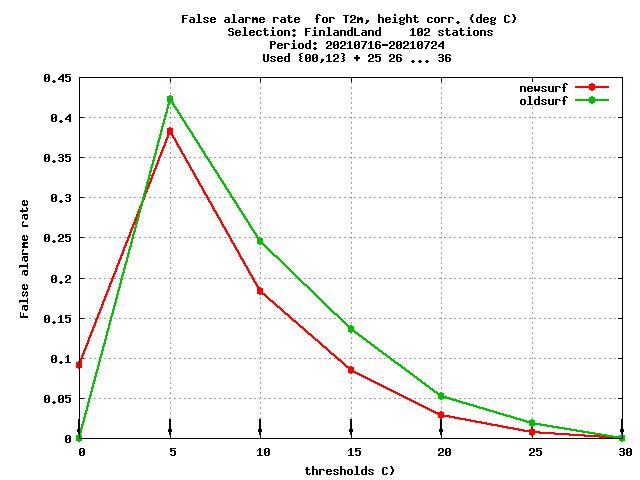 False alarme rate  for T2m, height corr. (deg C)
Selection: FinlandLand    102 stations
Period: 20210716-20210724
Used {00,12} + 25 26 ... 36
newsurf
oldsurf
False alarme rate
0.45
0.4
0.35
0.3
0.25
0.2
0.15
0.1
0.05
0
0 5 10 15 20 25 30
thresholds C)